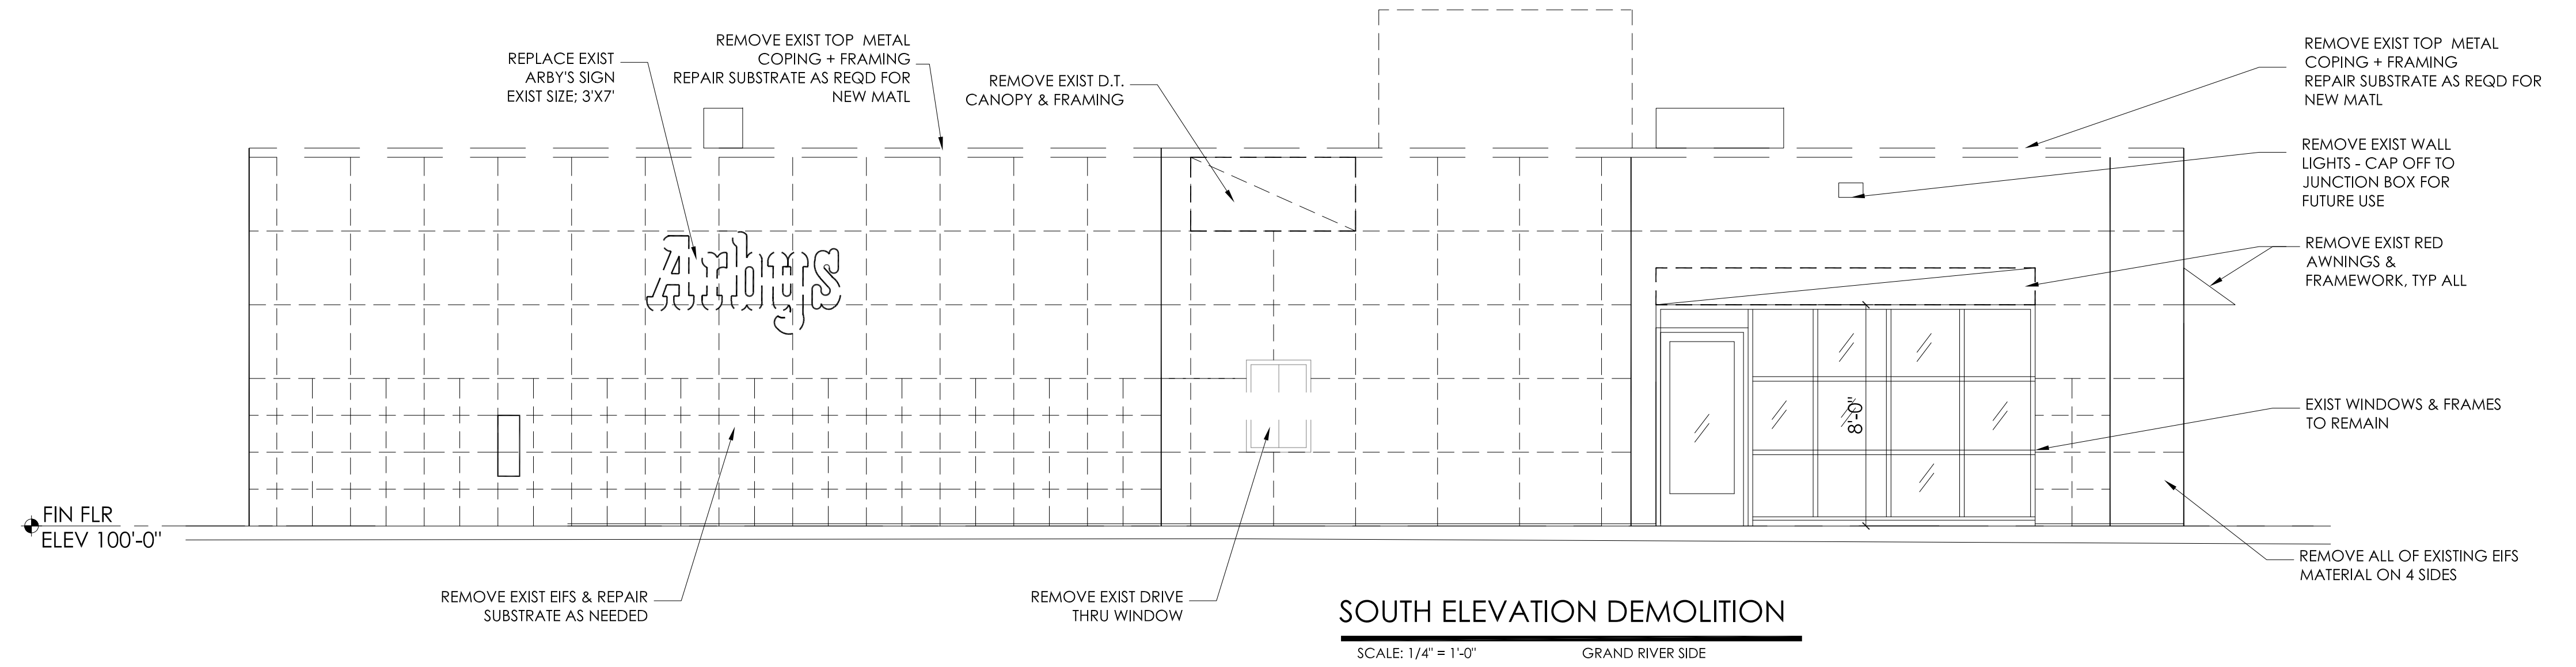 REPLACE EXIST
ARBY'S SIGN
EXIST SIZE; 3'X7'
REMOVE EXIST TOP METAL
COPING + FRAMING
REPAIR SUBSTRATE AS REQD FOR
NEW MATL
REMOVE EXIST D.T.
CANOPY & FRAMING
REMOVE EXIST TOP METAL
COPING + FRAMING
REPAIR SUBSTRATE AS REQD FOR
NEW MATL
REMOVE EXIST WALL
LIGHTS - CAP OFF TO
JUNCTION BOX FOR
FUTURE USE
REMOVE EXIST RED
AWNINGS &
FRAMEWORK, TYP ALL
Arbys
8'-0"
EXIST WINDOWS & FRAMES
TO REMAIN
FIN FLR
ELEV 100'-0"
REMOVE ALL OF EXISTING EIFS
MATERIAL ON 4 SIDES
REMOVE EXIST EIFS & REPAIR
SUBSTRATE AS NEEDED
REMOVE EXIST DRIVE
THRU WINDOW
SOUTH ELEVATION DEMOLITION
SCALE: 1/4" = 1'-0"
GRAND RIVER SIDE